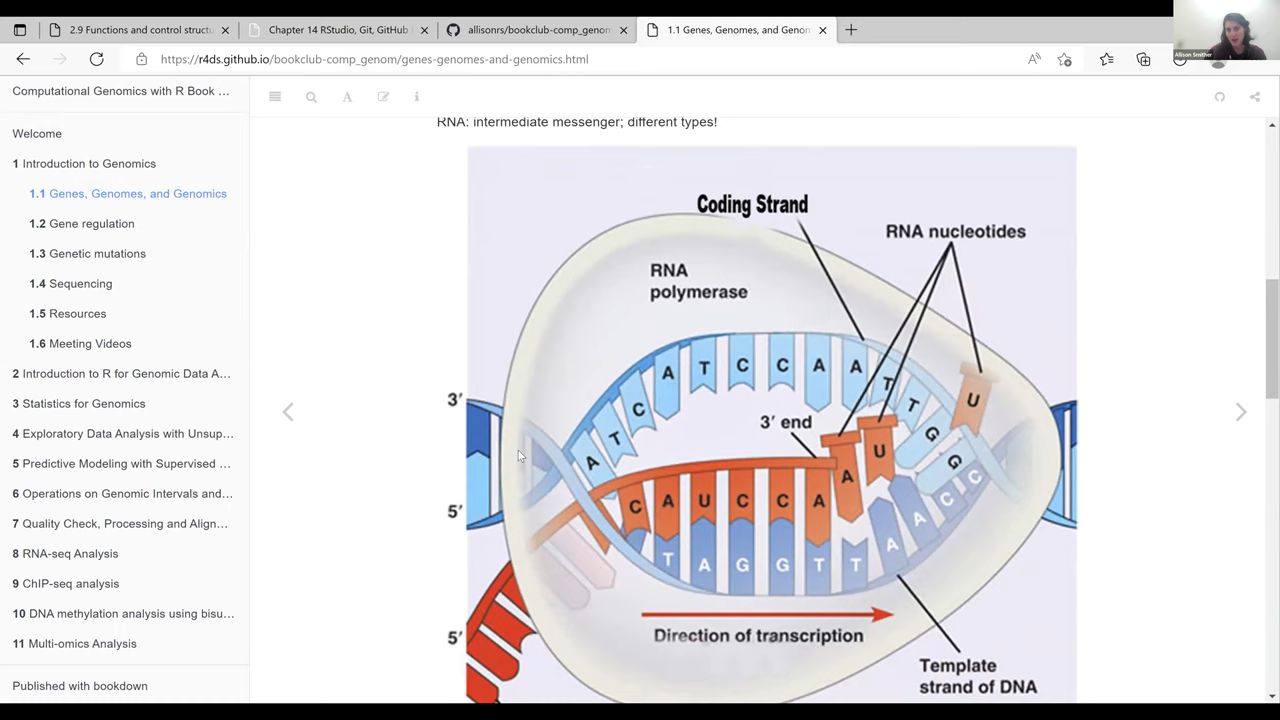 2.9 Functions and control structu
Chapter 14 RStudio, Git, GitHub
allisonrs/bookclub-comp_genom
1.1 Genes, Genomes, and Genom
https://r4ds.github.io/bookclub-comp_genom/genes-genomes-and-genomics.html
Allison Smither
Computational Genomics with R Book ...
Welcome
1 Introduction to Genomics
1.1 Genes, Genomes, and Genomics
1.2 Gene regulation
1.3 Genetic mutations
1.4 Sequencing
1.5 Resources
1.6 Meeting Videos
2 Introduction to R for Genomic Data A...
3 Statistics for Genomics
4 Exploratory Data Analysis with Unsup...
5 Predictive Modeling with Supervised ...
6 Operations on Genomic Intervals and...
7 Quality Check, Processing and Align...
8 RNA-seq Analysis
9 ChIP-seq analysis
10 DNA methylation analysis using bisu...
11 Multi-omics Analysis
Published with bookdown
RNA: intermediate messenger; different types!
Coding Strand
RNA nucleotides
RNA
polymerase
A T C A T C C A A T T G G
3'
3' end
U
A U
C A U C C A
5'
T A G G T T A A C C
Direction of transcription
5'
Template
strand of DNA